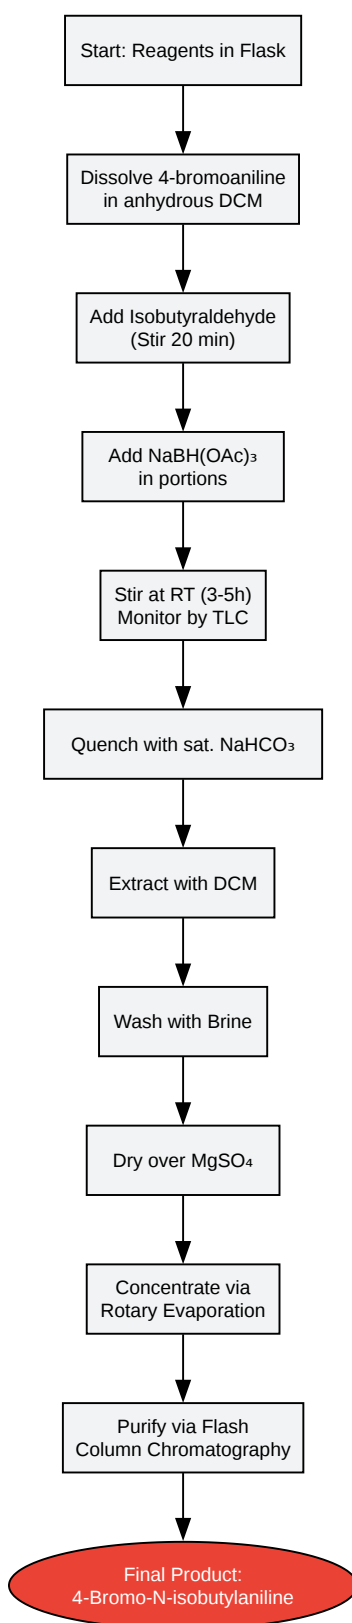 Start: Reagents in Flask
Dissolve 4-bromoaniline
in anhydrous DCM
Add Isobutyraldehyde
(Stir 20 min)
Add NaBH(OAc)₃
in portions
Stir at RT (3-5h)
Monitor by TLC
Quench with sat. NaHCO₃
Extract with DCM
Wash with Brine
Dry over MgSO₄
Concentrate via
Rotary Evaporation
Purify via Flash
Column Chromatography
Final Product:
4-Bromo-N-isobutylaniline